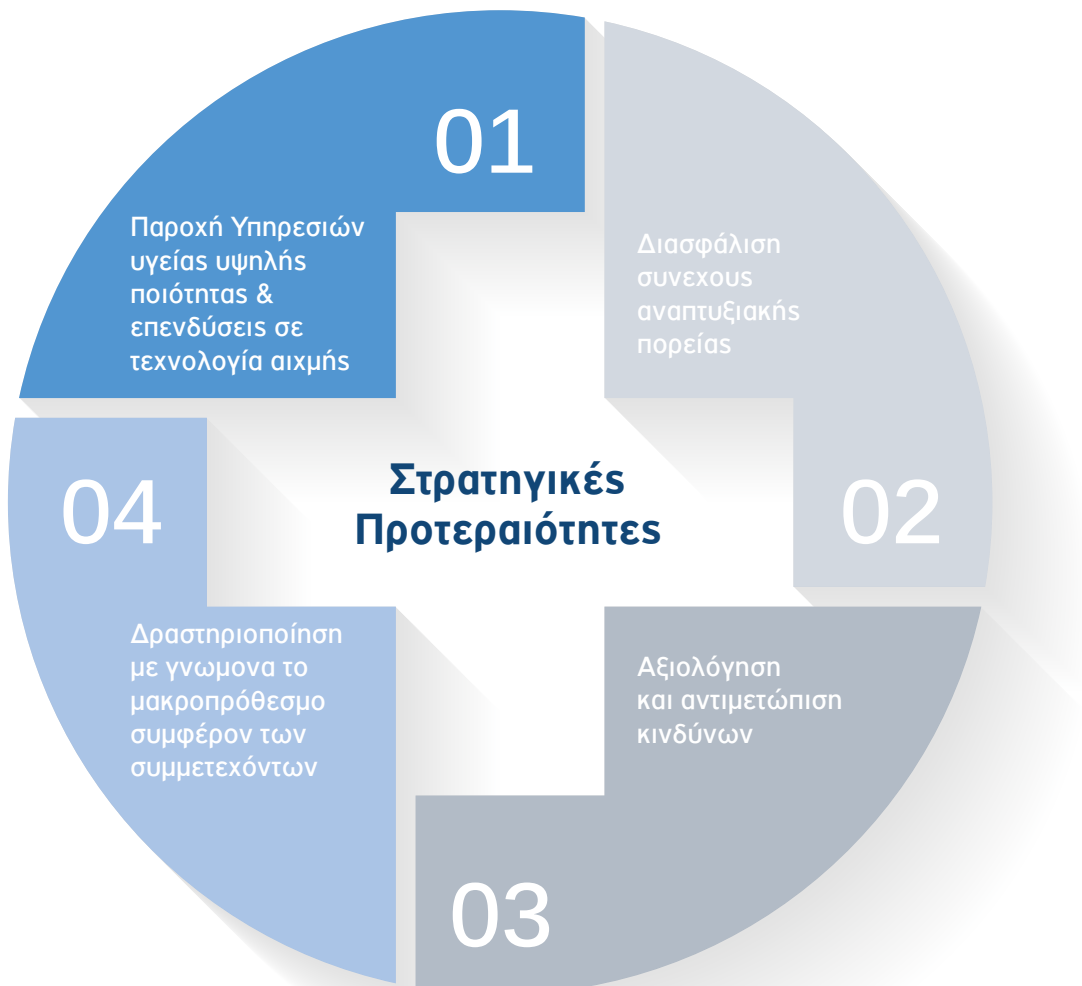 01
Παροχή Υπηρεσιών
υγείας υψηλής
ποιότητας &
επενδύσεις σε
τεχνολογία αιχμής
Διασφάλιση
συνεχους
αναπτυξιακής
πορείας
02
Στρατηγικές
Προτεραιότητες
04
Δραστηριοποίηση
με γνωμονα το
μακροπρόθεσμο
συμφέρον των
συμμετεχόντων
Αξιολόγηση
και αντιμετώπιση
κινδύνων
03